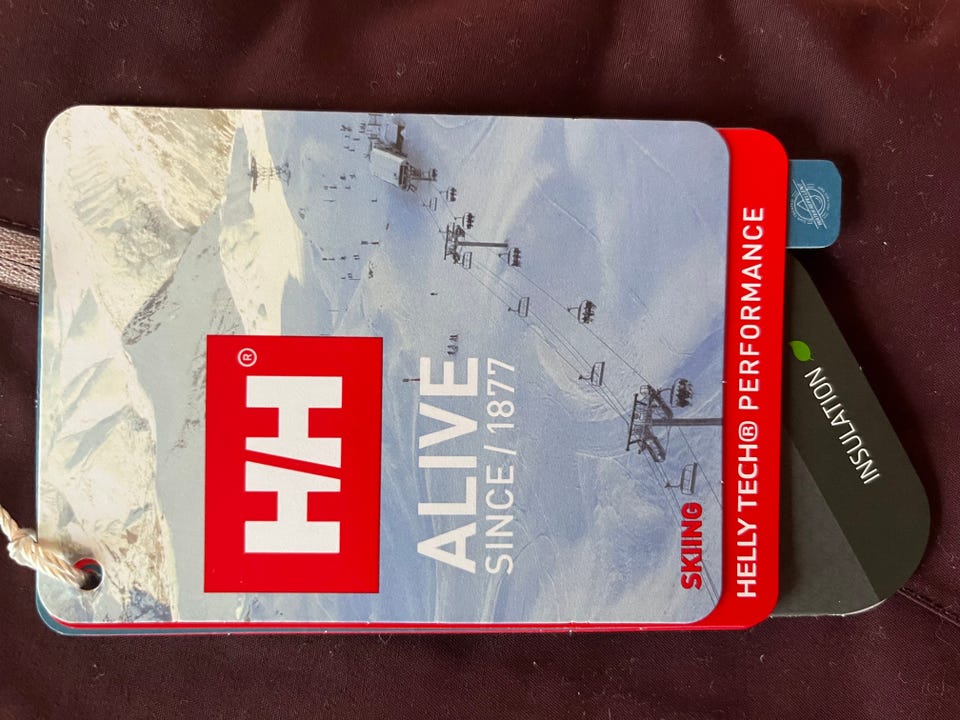 HH®
ALIVE
SINCE / 1877
SKIING
HELLY TECH® PERFORMANCE
INSULATION